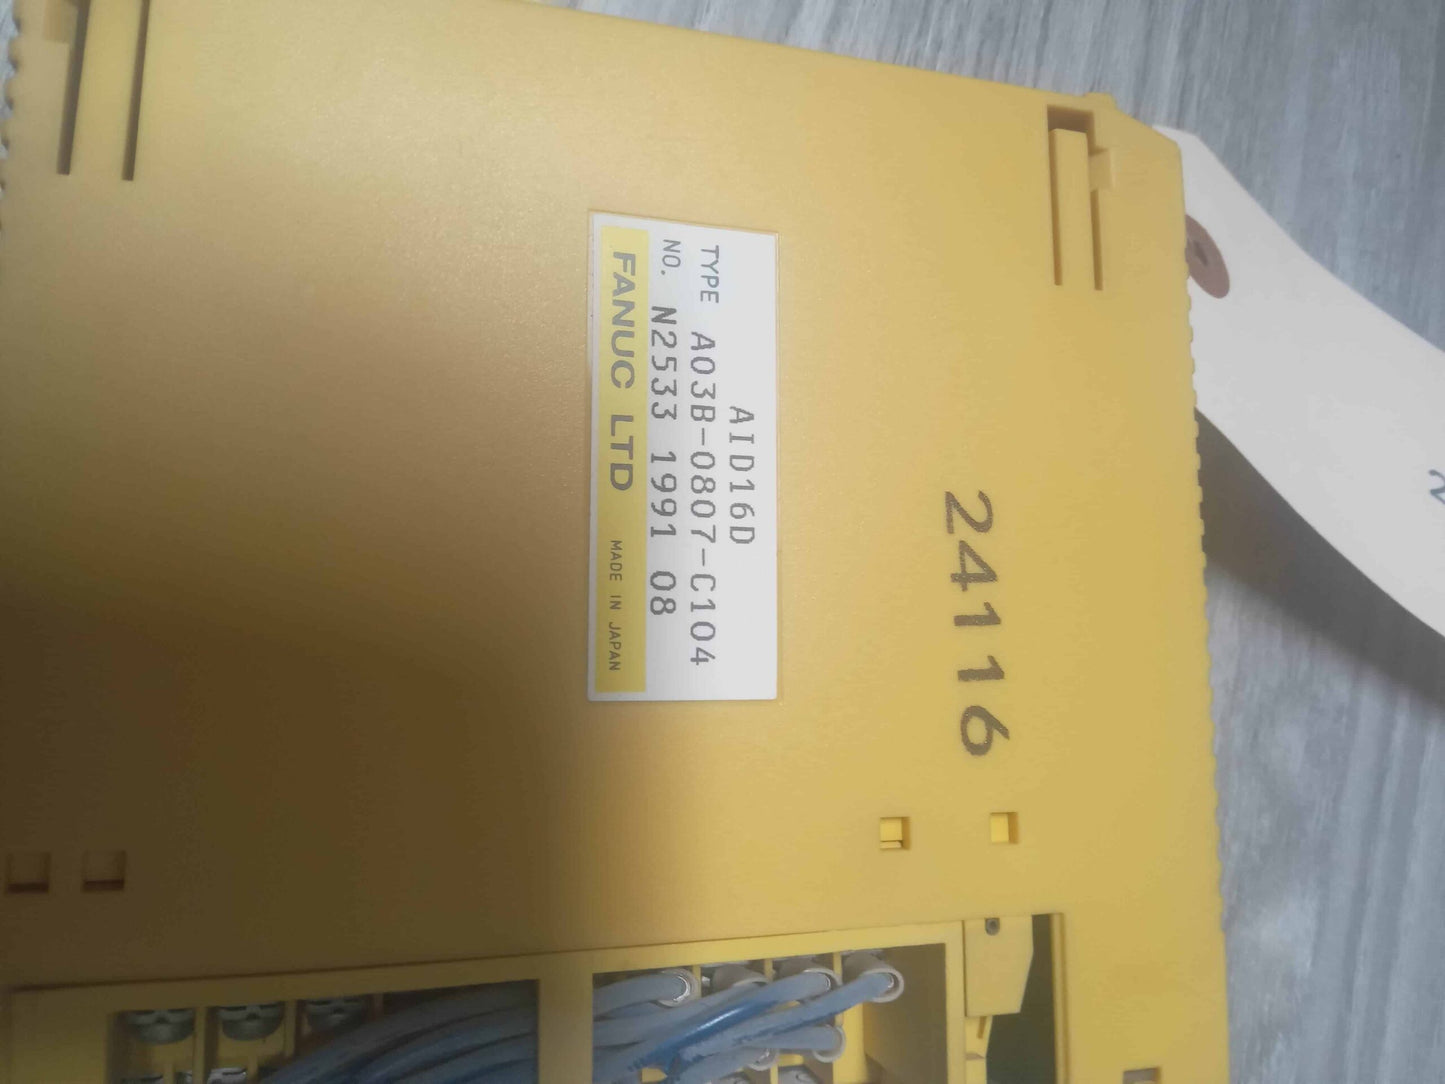 AID16D
TYPE A03B-0807-C104
NO. N2533 1991 08
FANUC LTD MADE IN JAPAN
24116